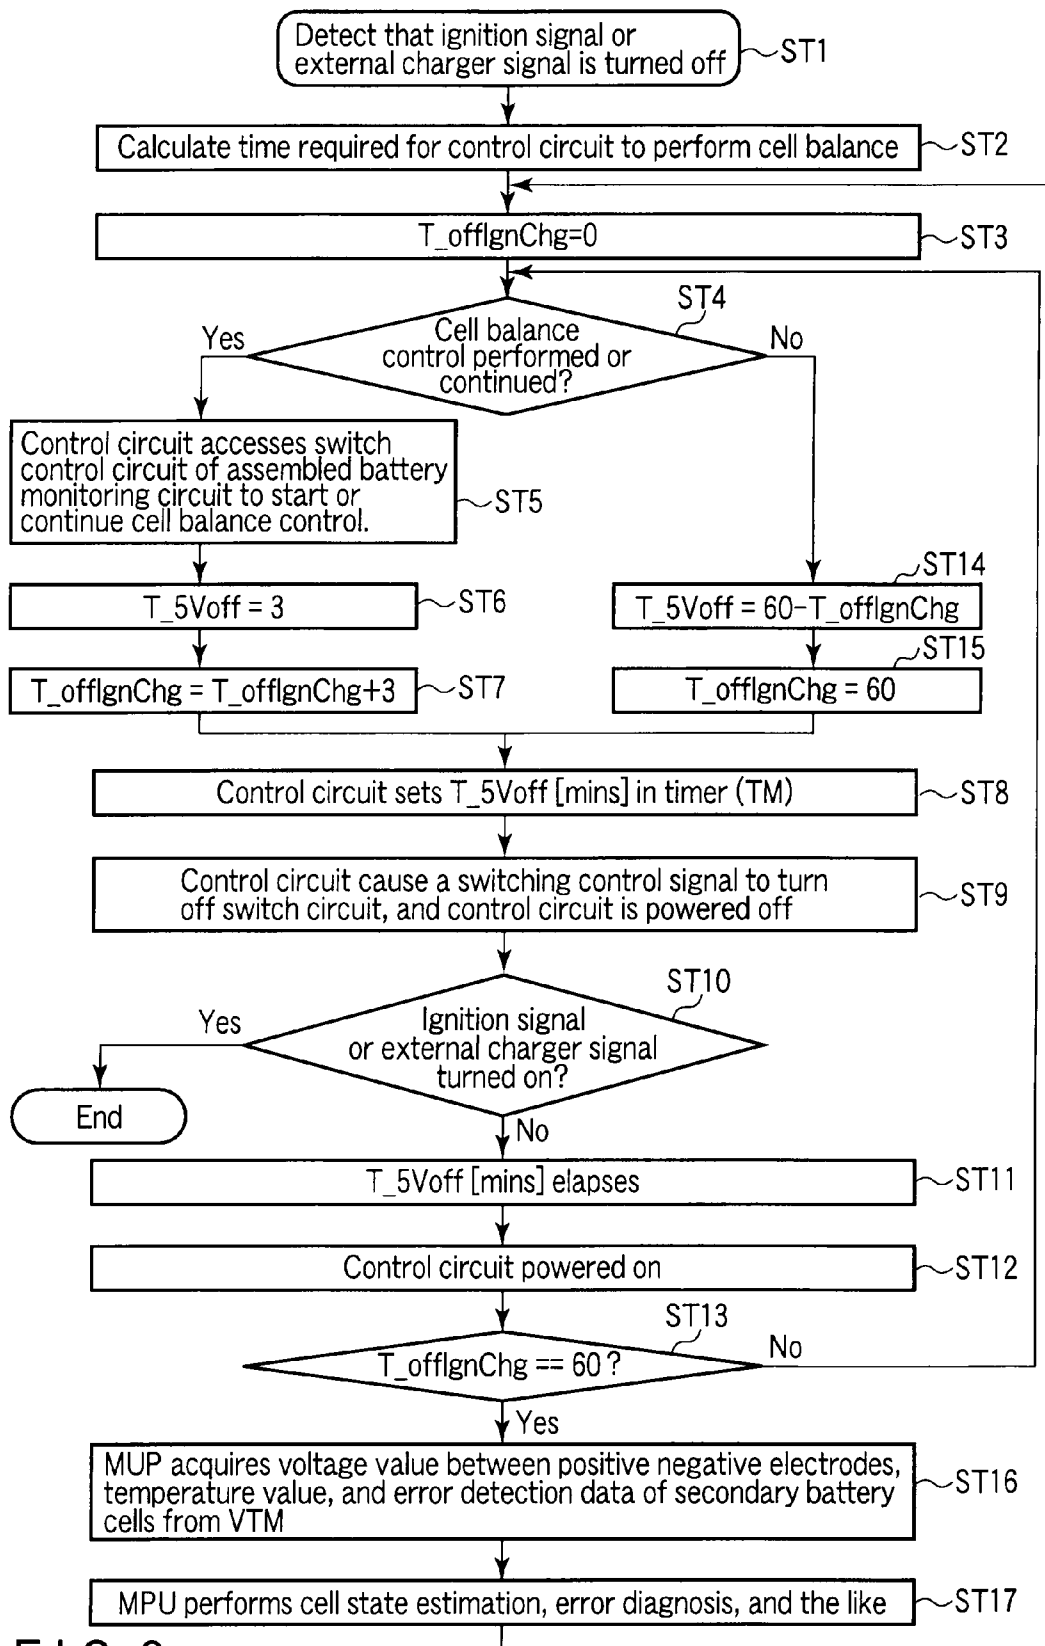 Detect that ignition signal or
external charger signal is turned off
ST1
Calculate time required for control circuit to perform cell balance
ST2
T_offIgnChg=0
ST3
ST4
Cell balance
control performed or
continued?
Yes
No
Control circuit accesses switch
control circuit of assembled battery
monitoring circuit to start or
continue cell balance control.
ST5
T_5Voff = 3
ST6
T_offIgnChg = T_offIgnChg+3
ST7
ST14
T_5Voff = 60-T_offIgnChg
ST15
T_offIgnChg = 60
Control circuit sets T_5Voff [mins] in timer (TM)
ST8
Control circuit cause a switching control signal to turn
off switch circuit, and control circuit is powered off
ST9
ST10
Ignition signal
or external charger signal
turned on?
Yes
End
No
T_5Voff [mins] elapses
ST11
Control circuit powered on
ST12
ST13
T_offIgnChg == 60 ?
No
Yes
MUP acquires voltage value between positive negative electrodes,
temperature value, and error detection data of secondary battery
cells from VTM
ST16
MPU performs cell state estimation, error diagnosis, and the like
ST17